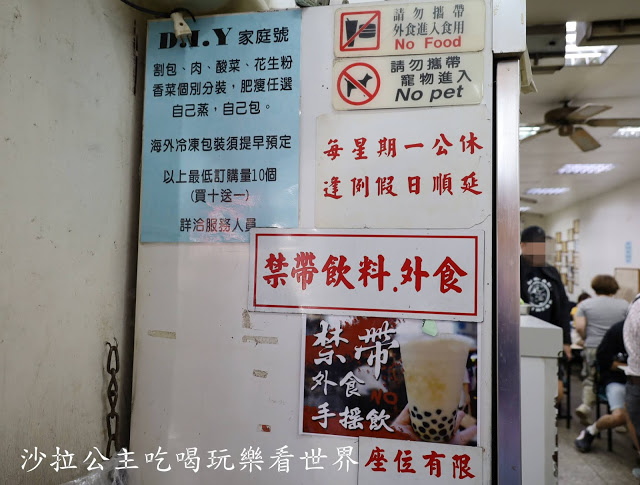 D.I.Y 家庭號
割包、肉、酸菜、花生粉
香菜個別分裝，肥瘦任選
自己蒸，自己包。
海外冷凍包裝須提早預定
以上最低訂購量10個
(買十送一)
詳洽服務人員
請勿攜帶
外食進入食用
No Food
請勿攜帶
寵物進入
No pet
每星期一公休
逢例假日順延
禁帶飲料.外食
禁帶
外食
NO
手搖飲
座位有限
沙拉公主吃喝玩樂看世界